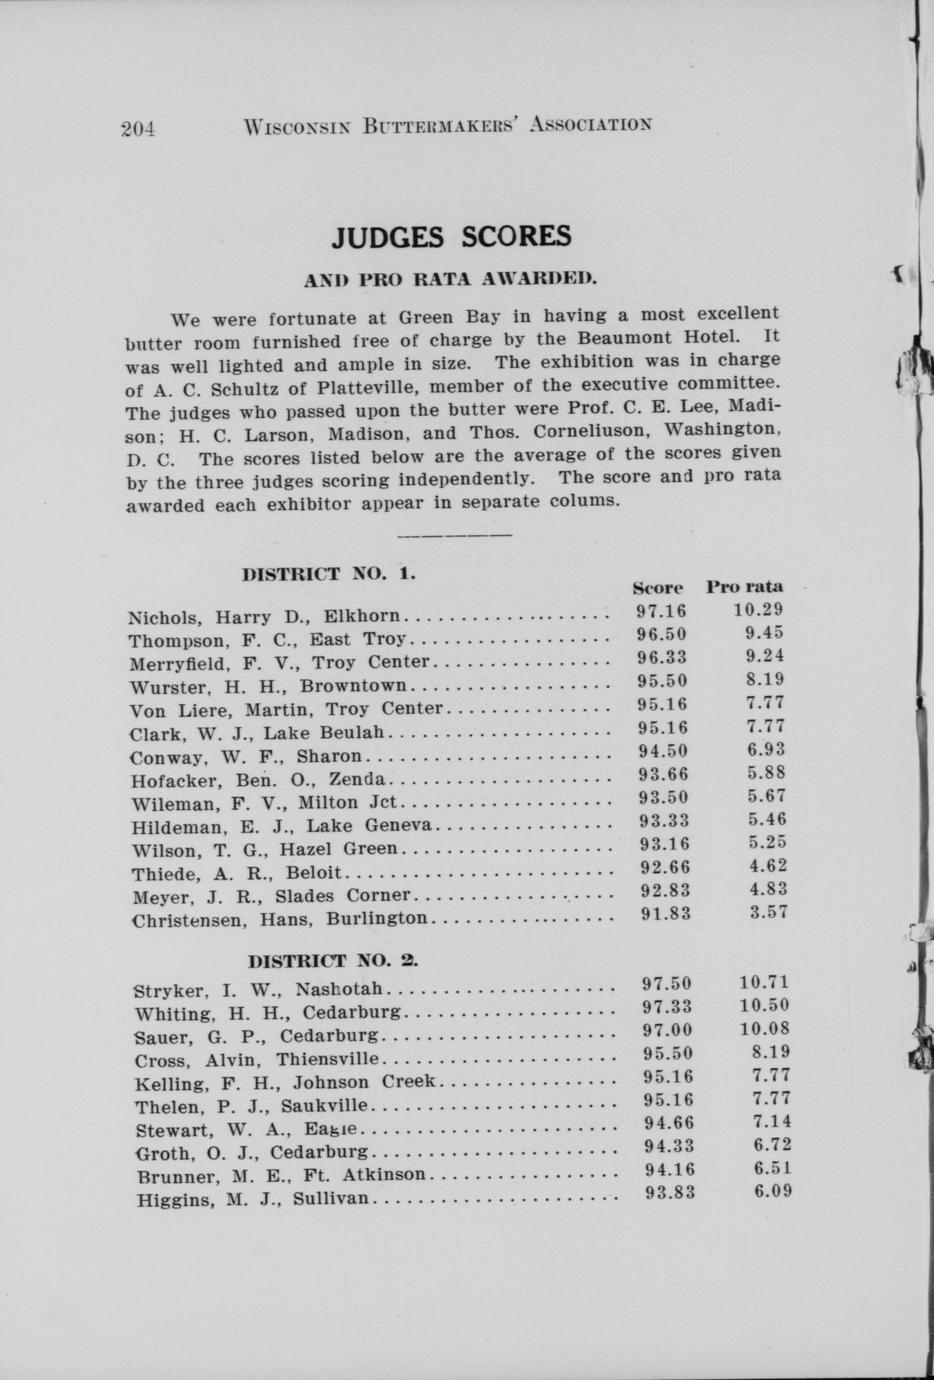 204 WISCONSIN BUTTERMAKERS' ASSOCIATION
JUDGES SCORES
AND PRO RATA AWARDED.
We were fortunate at Green Bay in having a most excellent
butter room furnished free of charge by the Beaumont Hotel. It
was well lighted and ample in size. The exhibition was in charge
of A. C. Schultz of Platteville, member of the executive committee.
The judges who passed upon the butter were Prof. C. E. Lee, Madi-
son; H. C. Larson, Madison, and Thos. Corneliuson, Washington,
D. C. The scores listed below are the average of the scores given
by the three judges scoring independently. The score and pro rata
awarded each exhibitor appear in separate colums.
DISTRICT NO. 1.
Score Pro rata
Nichols, Harry D., Elkhorn.................... 97.16 10.29
Thompson, F. C., East Troy.................. 96.50 9.45
Merryfield, F. V., Troy Center................ 96.33 9.24
Wurster, H. H., Browntown.................. 95.50 8.19
Von Liere, Martin, Troy Center............... 95.16 7.77
Clark, W. J., Lake Beulah.................... 95.16 7.77
Conway, W. F., Sharon...................... 94.50 6.93
Hofacker, Ben. O., Zenda.................... 93.66 5.88
Wileman, F. V., Milton Jct................... 93.50 5.67
Hildeman, E. J., Lake Geneva................ 93.33 5.46
Wilson, T. G., Hazel Green................... 93.16 5.25
Thiede, A. R., Beloit........................ 92.66 4.62
Meyer, J. R., Slades Corner.................. 92.83 4.83
Christensen, Hans, Burlington................ 91.83 3.57
DISTRICT NO. 2.
Stryker, I. W., Nashotah.................... 97.50 10.71
Whiting, H. H., Cedarburg................... 97.33 10.50
Sauer, G. P., Cedarburg..................... 97.00 10.08
Cross, Alvin, Thiensville..................... 95.50 8.19
Kelling, F. H., Johnson Creek................ 95.16 7.77
Thelen, P. J., Saukville...................... 95.16 7.77
Stewart, W. A., Eagle....................... 94.66 7.14
Groth, O. J., Cedarburg...................... 94.33 6.72
Brunner, M. E., Ft. Atkinson................. 94.16 6.51
Higgins, M. J., Sullivan...................... 93.83 6.09